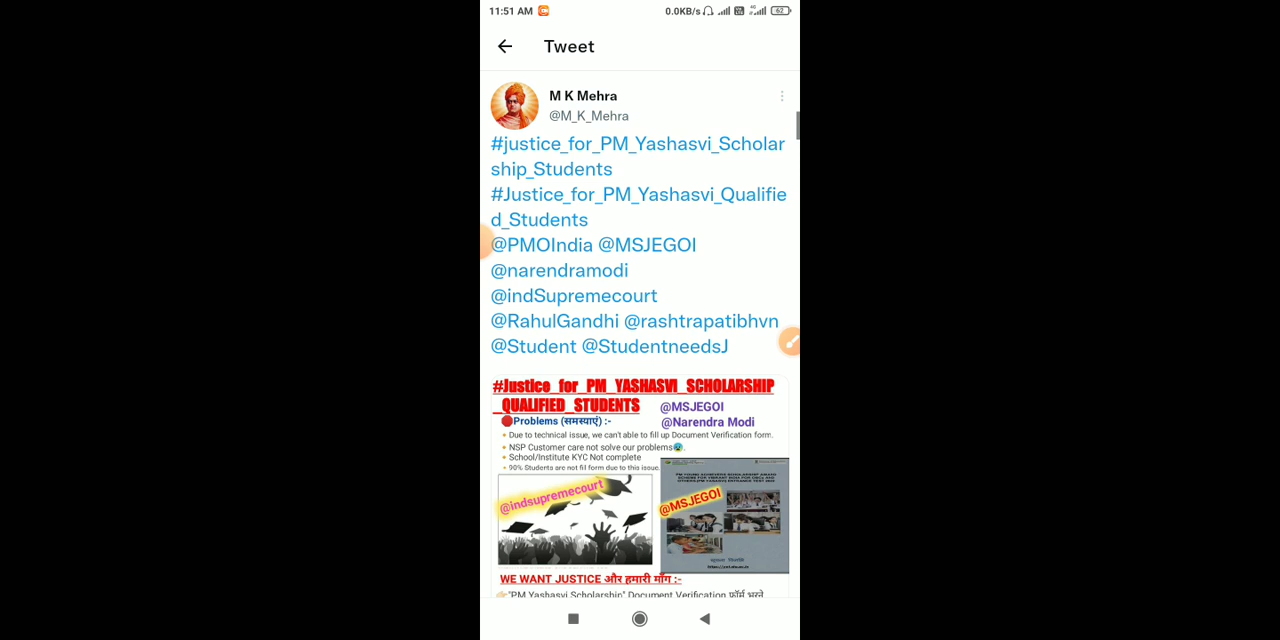 11:51 AM
0.0KB/s
62
Tweet
M K Mehra
@M_K_Mehra
#justice_for_PM_Yashasvi_Scholar
ship_Students
#Justice_for_PM_Yashasvi_Qualifie
d_Students
@PMOIndia @MSJEGOI
@narendramodi
@indSupremecourt
@RahulGandhi @rashtrapatibhvn
@Student @StudentneedsJ
#Justice_for_PM_YASHASVI_SCHOLARSHIP
_QUALIFIED_STUDENTS
@MSJEGOI
@Narendra Modi
Problems (समस्याएं) :-
Due to technical issue, we can't able to fill up Document Verification form.
NSP Customer care not solve our problems
School/Institute KYC Not complete
90% Students are not fill form due to this issue.
@indsupremecourt
@MSJEGOI
WE WANT JUSTICE और हमारी माँग :-
"PM Yashasvi Scholarship" Document Verification फ़ॉर्म भरने